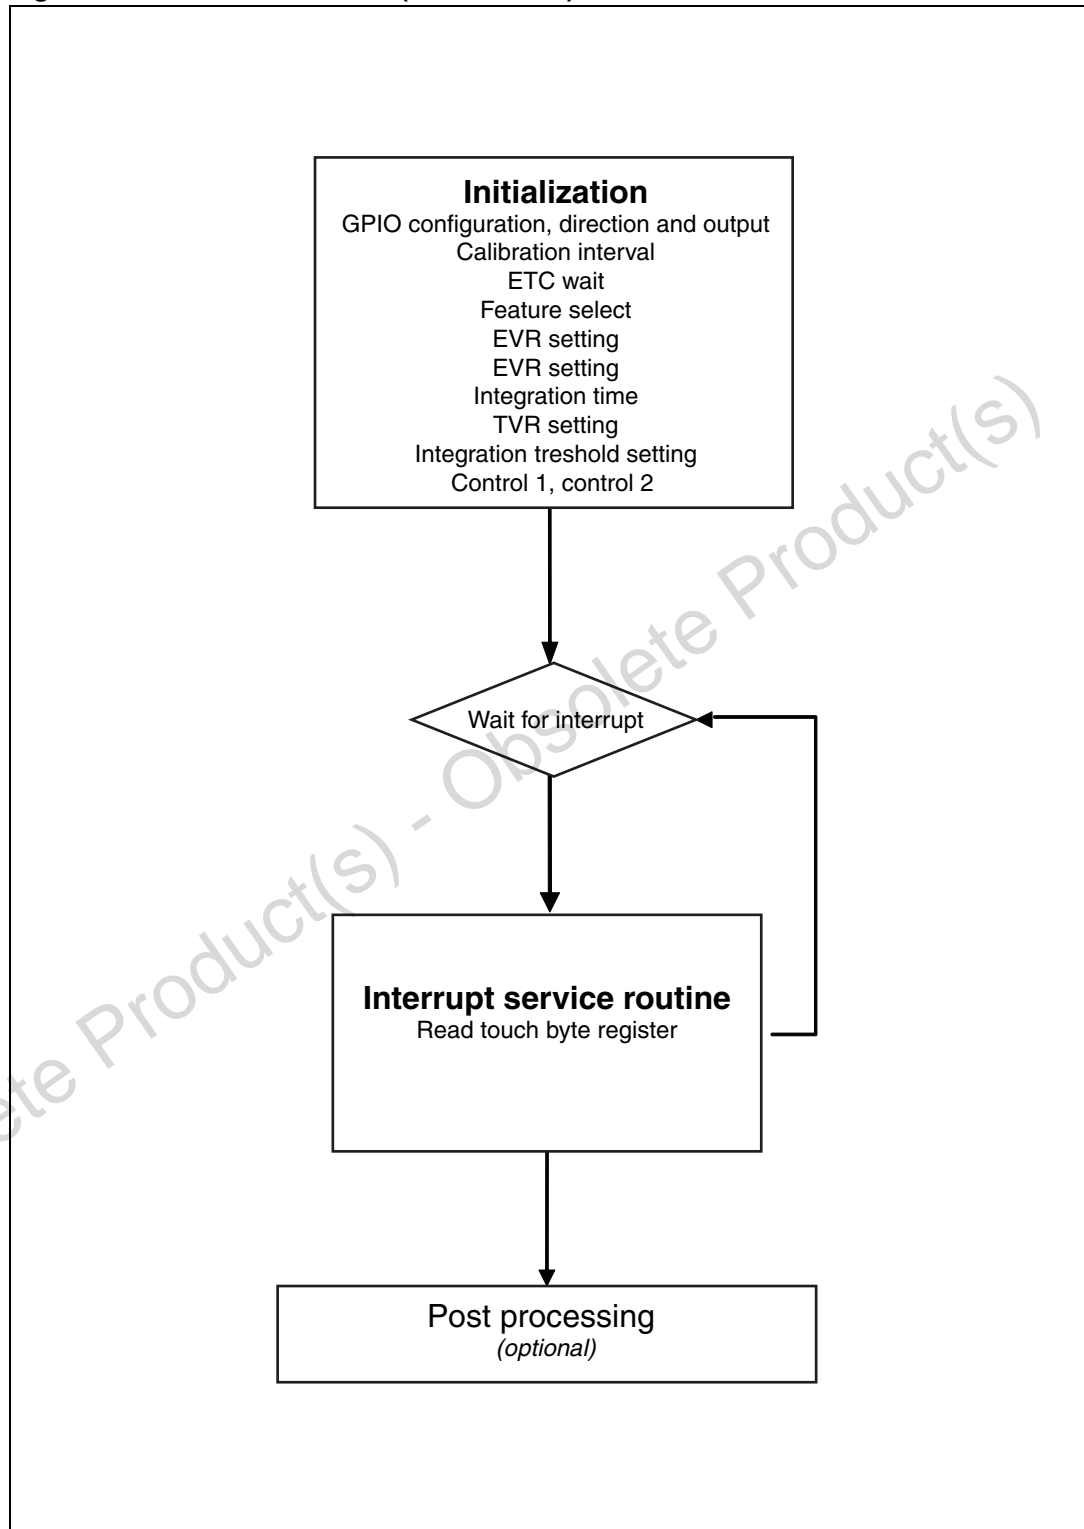 Initialization
GPIO configuration, direction and output
Calibration interval
ETC wait
Feature select
EVR setting
EVR setting
Integration time
TVR setting
Integration treshold setting
Control 1, control 2
Wait for interrupt
Interrupt service routine
Read touch byte register
Post processing
(optional)
ete Product(s) - Obsolete Product(s)